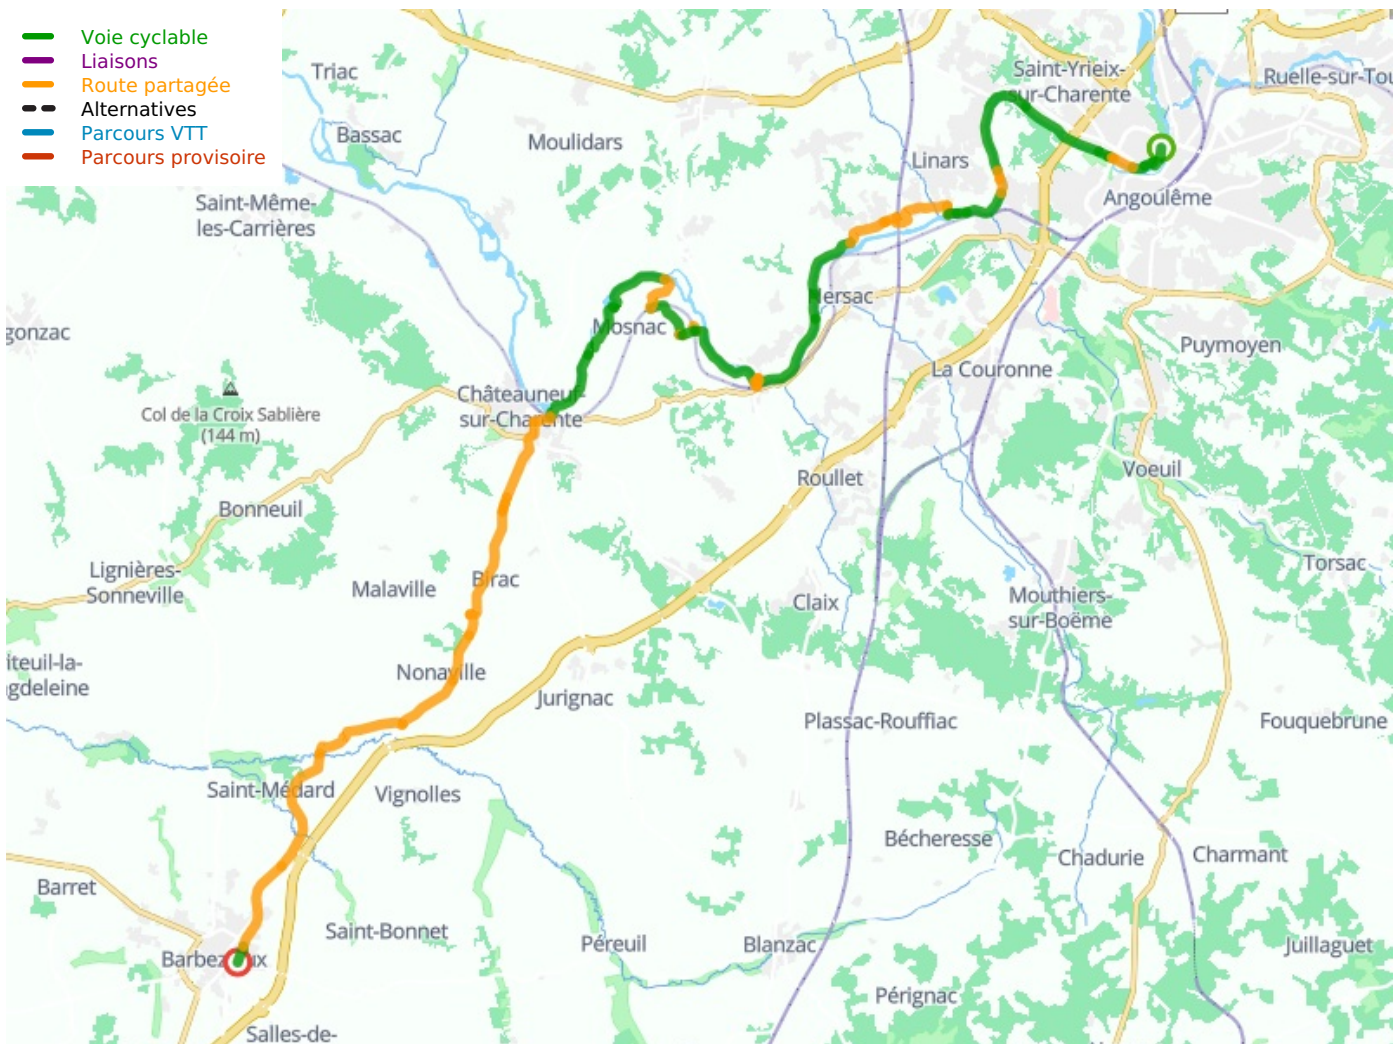 Voie cyclable
Liaisons
Route partagée
Alternatives
Parcours VTT
Parcours provisoire
Triac
Saint-Yrieix-
sur-Charente
Ruelle-sur-Tou
Bassac
Moulidars
Linars
Angoulême
Saint-Même-
les-Carrières
Nersac
gonzac
Mosnac
Puymoyen
La Couronne
Châteauneuf-
sur-Charente
Col de la Croix Sablière
(144 m)
Roullet
Voeuil
Bonneuil
Torsac
Lignières-
Sonneville
Malaville
Birac
Claix
Mouthiers-
sur-Boëme
iteuil-la-
gdeleine
Nonaville
Jurignac
Plassac-Rouffiac
Fouquebrune
Saint-Médard
Vignolles
Bécheresse
Chadurie
Charmant
Barret
Saint-Bonnet
Péreuil
Blanzac
Juillaguet
Barbezieux
Pérignac
Salles-de-